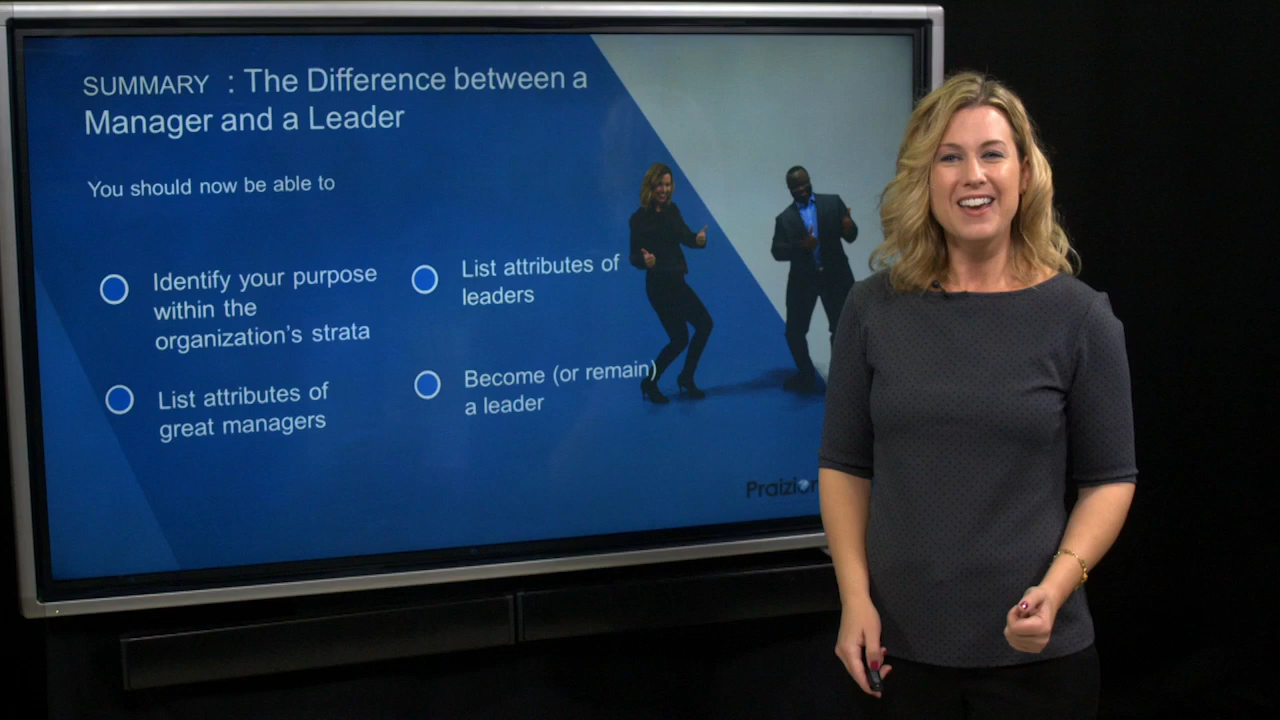 SUMMARY : The Difference between a
Manager and a Leader
You should now be able to
Identify your purpose
within the
organization's strata
List attributes of
great managers
List attributes of
leaders
Become (or remain)
a leader
Praizion